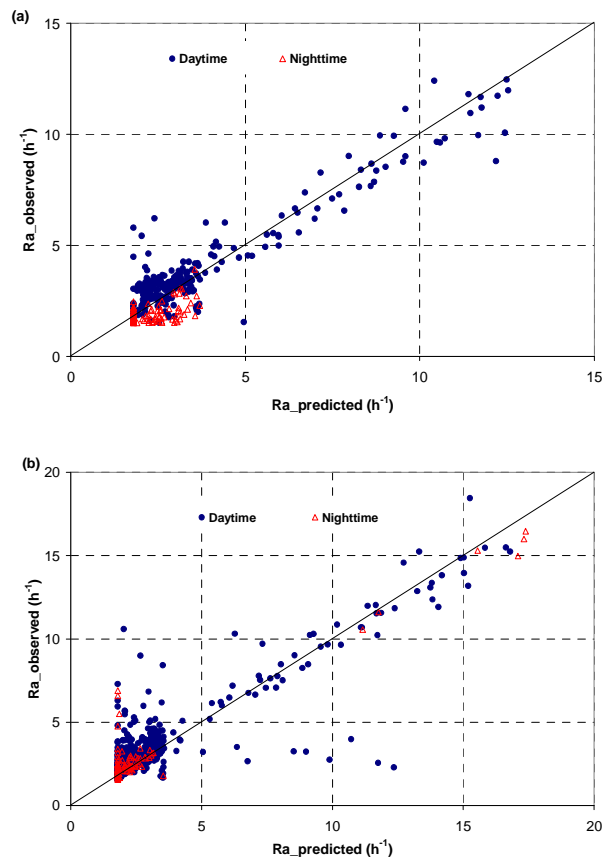 (a)
15
10
5
0
Ra_observed (h⁻¹)
Daytime
Nighttime
0 5 10 15
Ra_predicted (h⁻¹)
(b)
20
15
10
5
0
Ra_observed (h⁻¹)
Daytime
Nighttime
0 5 10 15 20
Ra_predicted (h⁻¹)